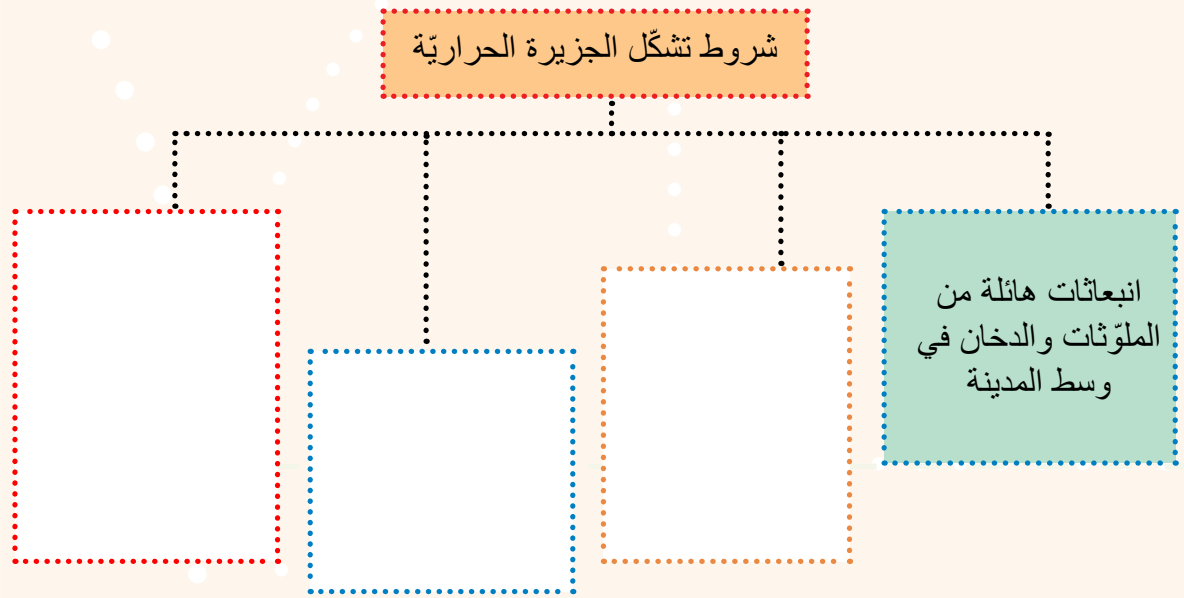 شروط تشكّل الجزيرة الحراريّة
انبعاثات هائلة من
الملوّثات والدخان في
وسط المدينة